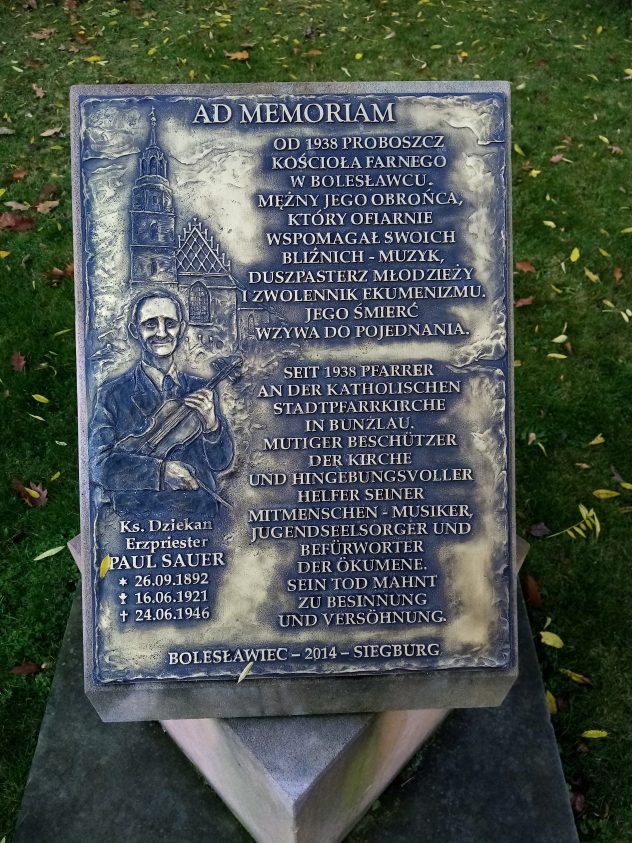 AD MEMORIAM
OD 1938 PROBOSZCZ
KOŚCIOŁA FARNEGO
W BOLESŁAWCU.
MĘŻNY JEGO OBROŃCA,
KTÓRY OFIARNIE
WSPOMAGAŁ SWOICH
BLIŹNICH - MUZYK,
DUSZPASTERZ MŁODZIEŻY
I ZWOLENNIK EKUMENIZMU.
JEGO ŚMIERĆ
WZYWA DO POJEDNANIA.
SEIT 1938 PFARRER
AN DER KATHOLISCHEN
STADTPFARRKIRCHE
IN BUNZLAU.
MUTIGER BESCHÜTZER
DER KIRCHE
UND HINGEBUNGSVOLLER
HELFER SEINER
MITMENSCHEN - MUSIKER,
JUGENDSEELSORGER UND
BEFÜRWORTER
DER ÖKUMENE.
SEIN TOD MAHNT
ZU BESINNUNG
UND VERSÖHNUNG.
Ks. Dziekan
Erzpriester
PAUL SAUER
* 26.09.1892
16.06.1921
† 24.06.1946
BOLESŁAWIEC – 2014 – SIEGBURG